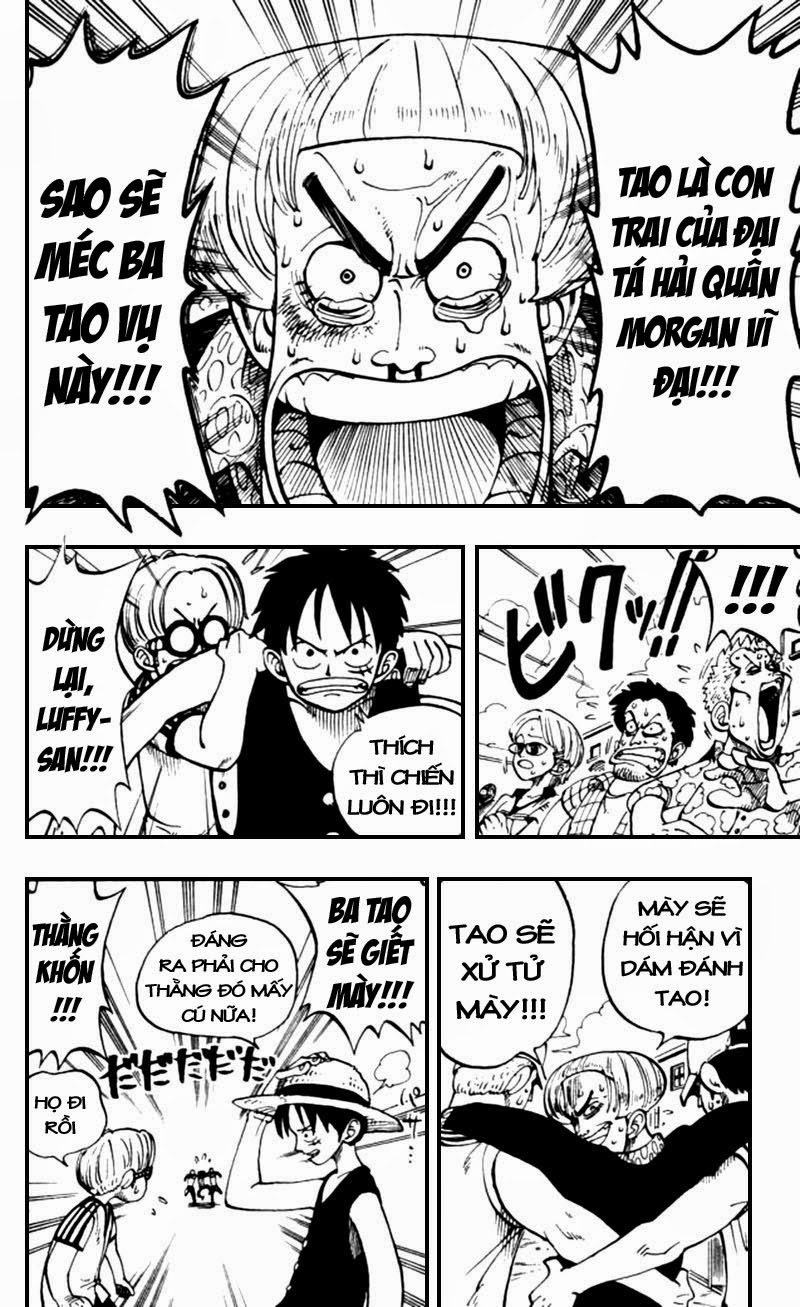 TAO LÀ CON
TRAI CỦA ĐẠI
TÁ HẢI QUÂN
MORGAN VĨ
ĐẠI!!!
SAO SẼ
MÉC BA
TAO VỤ
NÀY!!!
!!!
ビクッ!!
THÍCH
THÌ CHIẾN
LUÔN ĐI!!!
DỪNG
LẠI,
LUFFY-
SAN!!!
MÀY SẼ
HỐI HẬN VÌ
DÁM ĐÁNH
TAO!
TAO SẼ
XỬ TỬ
MÀY!!!
BA TAO
SẼ GIẾT
MÀY!!!
ĐÁNG
RA PHẢI CHO
THẰNG ĐÓ MẤY
CÚ NỮA!
THẰNG
KHỐN
!!!
だだだだだだ
HỌ ĐI
RỒI